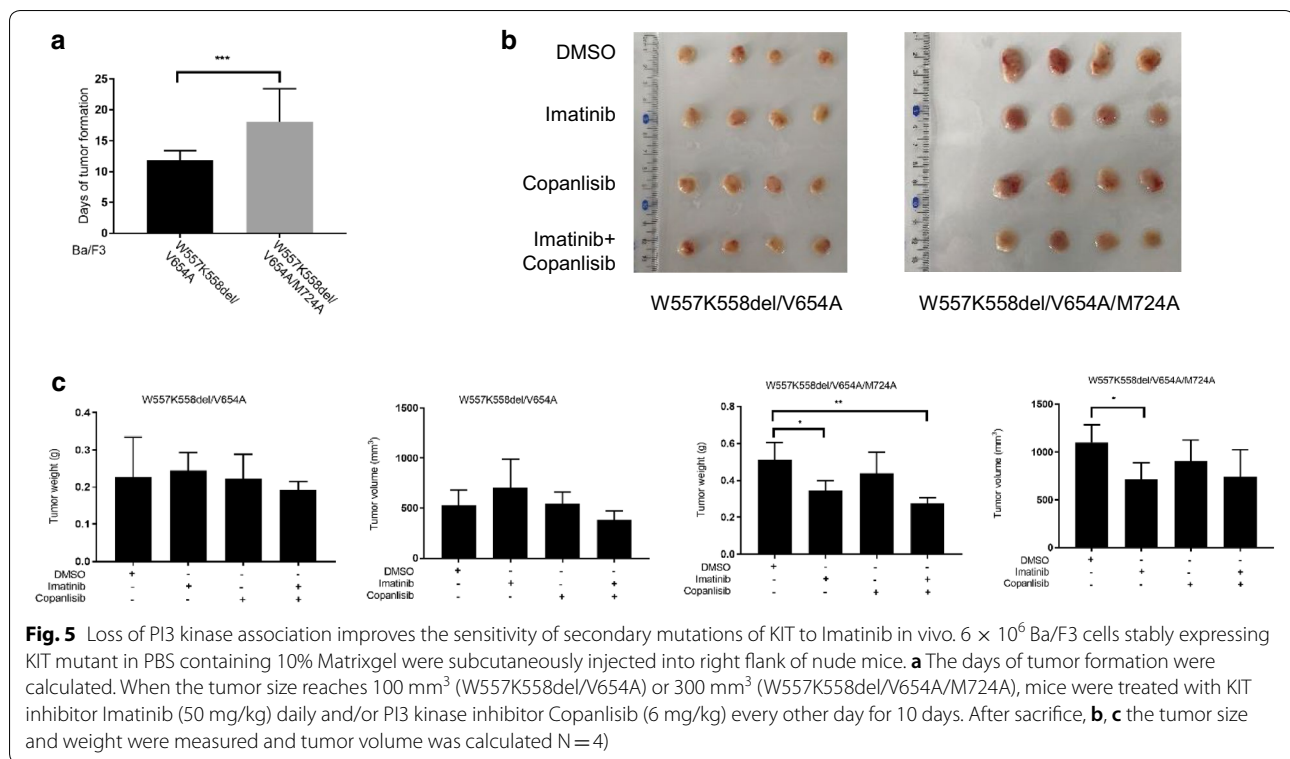 a
***
25
20
15
10
5
0
Days of tumor formation
Ba/F3
W557K558del/
V654A
W557K558del/
V654A/M724A
b
DMSO
Imatinib
Copanlisib
Imatinib+
Copanlisib
W557K558del/V654A
W557K558del/V654A/M724A
c
W557K558del/V654A
0.4
0.3
0.2
0.1
0.0
Tumor weight (g)
DMSO + - - -
Imatinib - + - +
Copanlisib - - + +
W557K558del/V654A
1500
1000
500
0
Tumor volume (mm³)
DMSO + - - -
Imatinib - + - +
Copanlisib - - + +
W557K558del/V654A/M724A
**
*
0.8
0.6
0.4
0.2
0.0
Tumor weight (g)
DMSO + - - -
Imatinib - + - +
Copanlisib - - + +
W557K558del/V654A/M724A
*
1500
1000
500
0
Tumor volume (mm³)
DMSO + - - -
Imatinib - + - +
Copanlisib - - + +
Fig. 5 Loss of PI3 kinase association improves the sensitivity of secondary mutations of KIT to Imatinib in vivo. 6 × 10⁶ Ba/F3 cells stably expressing
KIT mutant in PBS containing 10% Matrixgel were subcutaneously injected into right flank of nude mice. a The days of tumor formation were
calculated. When the tumor size reaches 100 mm³ (W557K558del/V654A) or 300 mm³ (W557K558del/V654A/M724A), mice were treated with KIT
inhibitor Imatinib (50 mg/kg) daily and/or PI3 kinase inhibitor Copanlisib (6 mg/kg) every other day for 10 days. After sacrifice, b, c the tumor size
and weight were measured and tumor volume was calculated N=4)